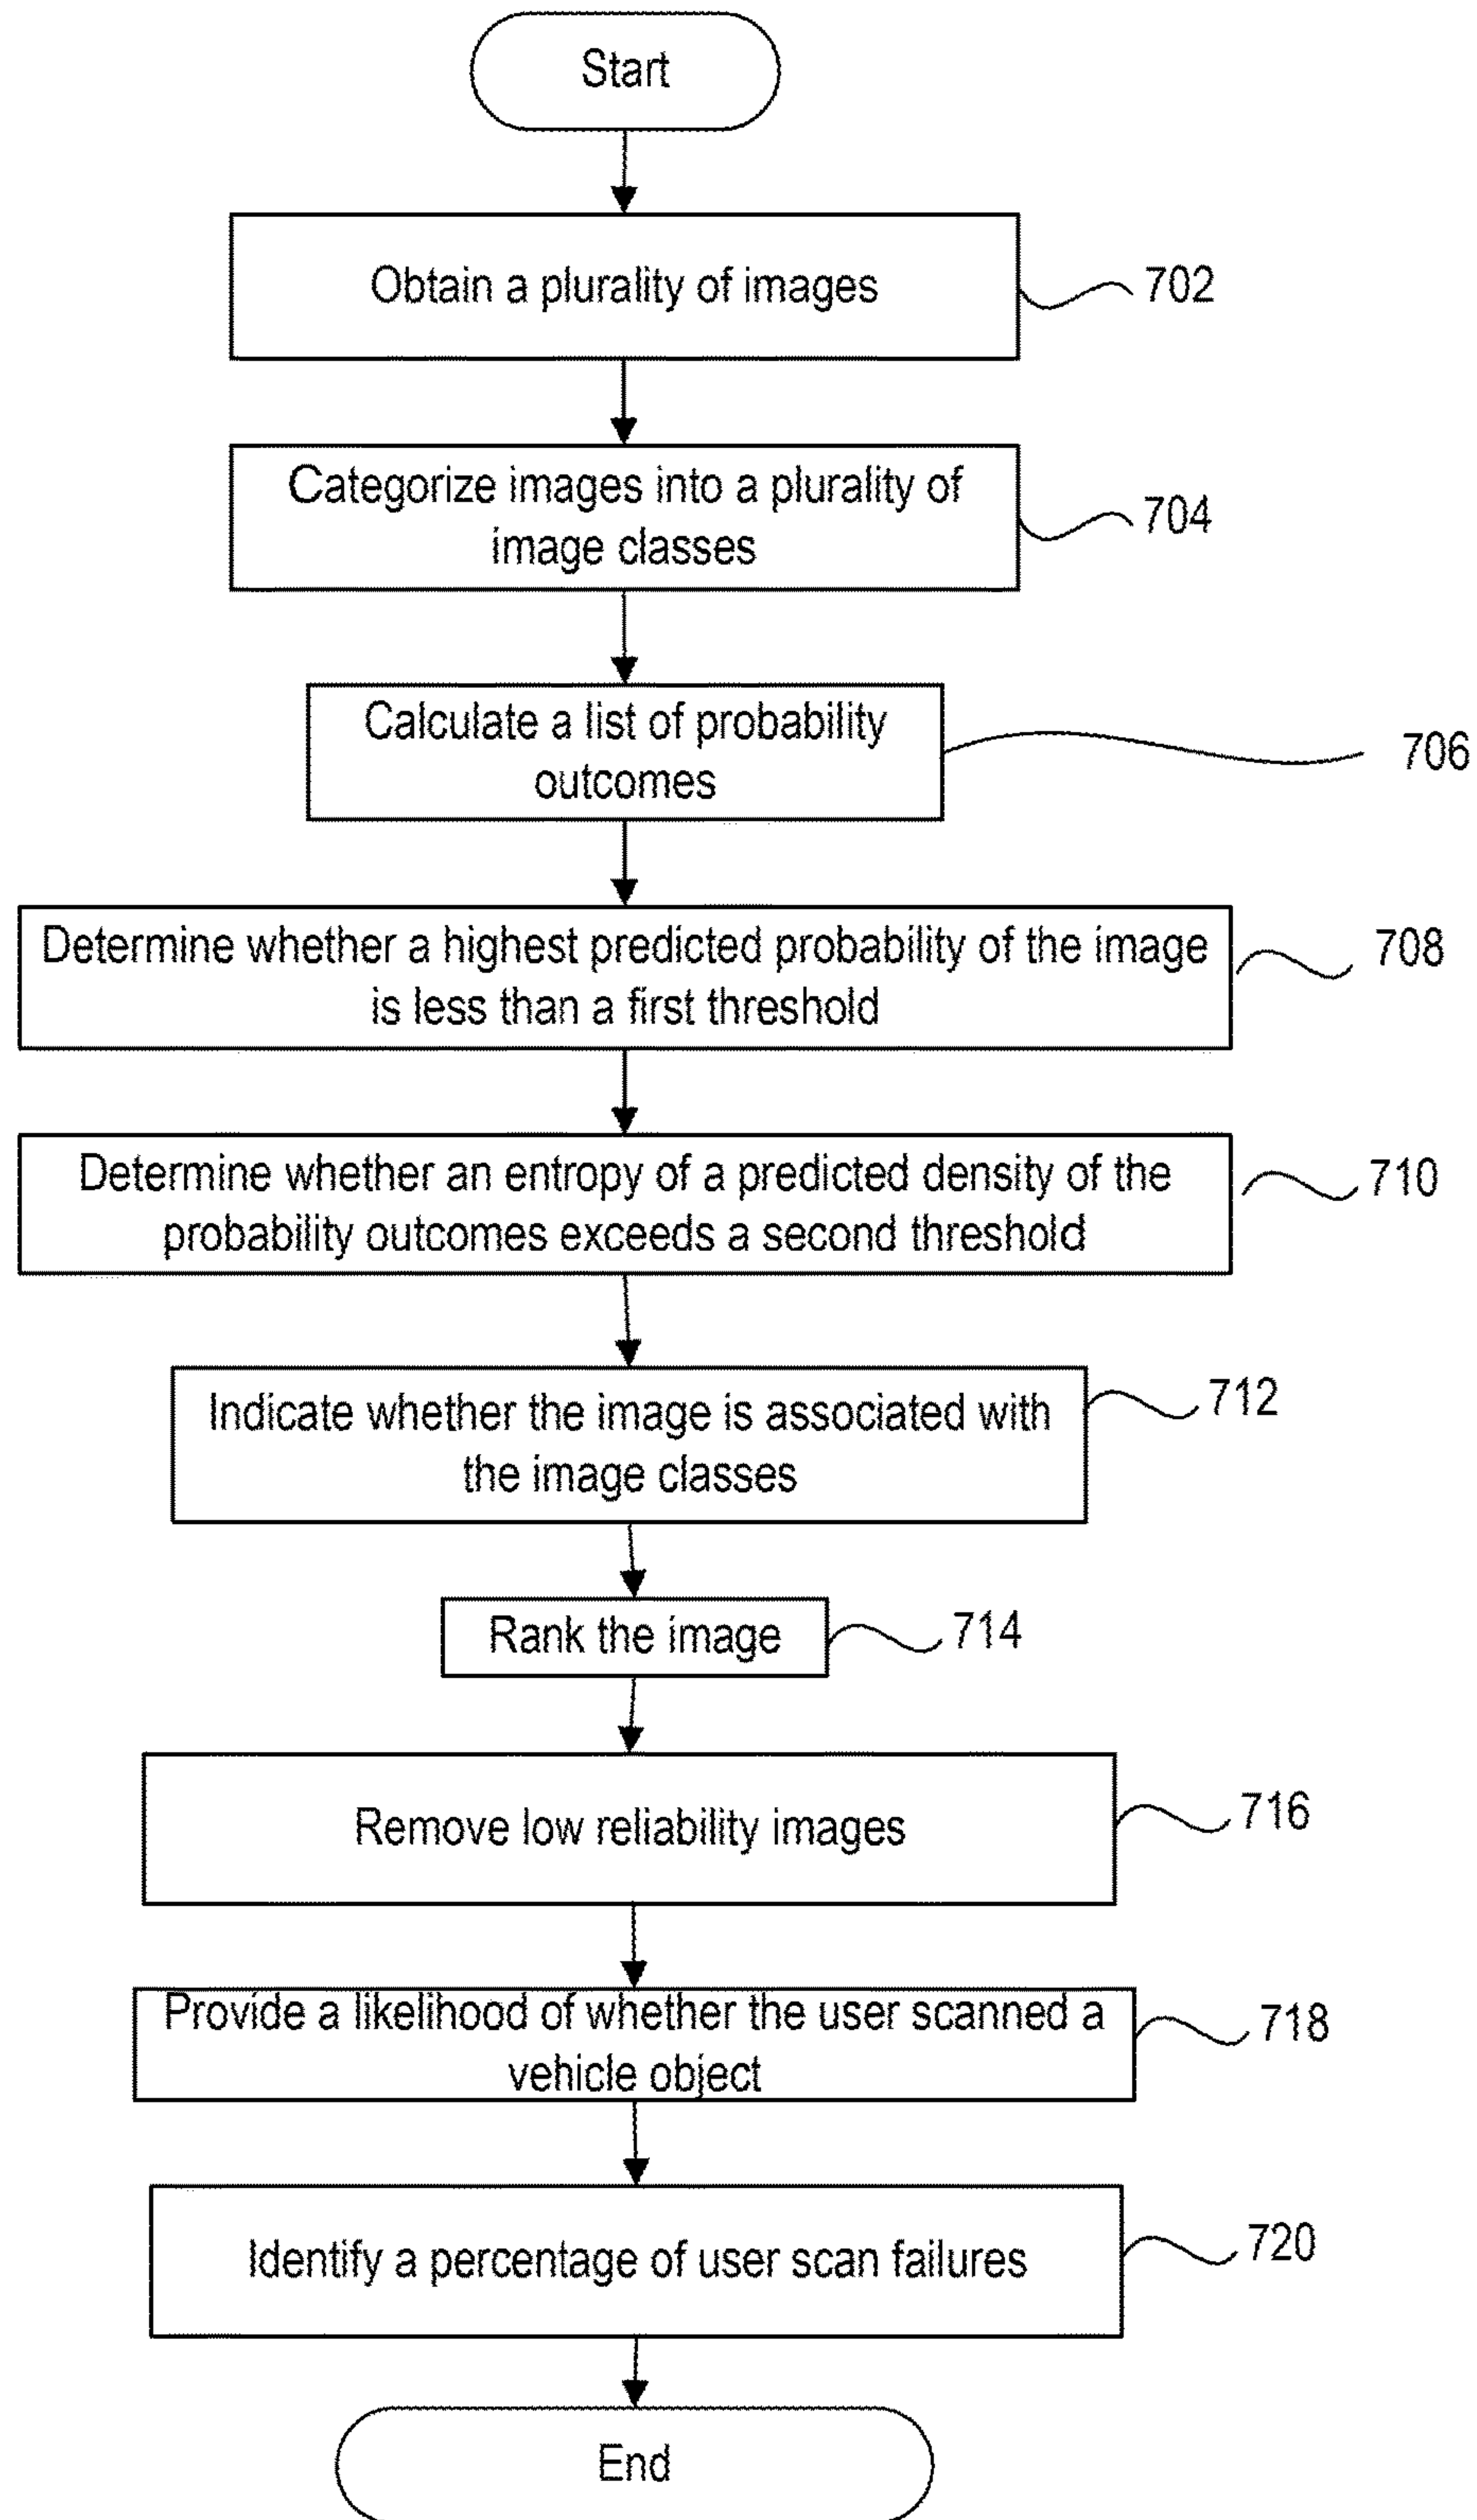 Start
Obtain a plurality of images
702
Categorize images into a plurality of
image classes
704
Calculate a list of probability
outcomes
706
Determine whether a highest predicted probability of the image
is less than a first threshold
708
Determine whether an entropy of a predicted density of the
probability outcomes exceeds a second threshold
710
Indicate whether the image is associated with
the image classes
712
Rank the image
714
Remove low reliability images
716
Provide a likelihood of whether the user scanned a
vehicle object
718
Identify a percentage of user scan failures
720
End